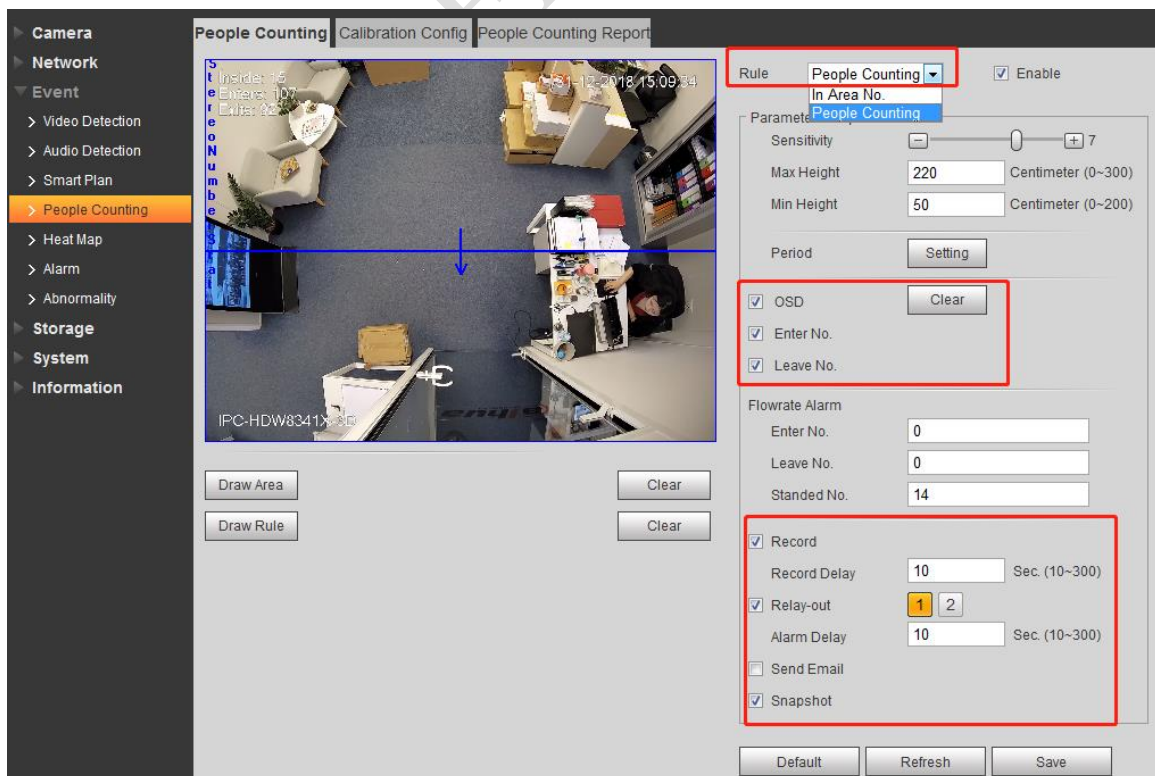 Camera
Network
Event
Video Detection
Audio Detection
Smart Plan
People Counting
Heat Map
Alarm
Abnormality
Storage
System
Information
People Counting Calibration Config People Counting Report
31-12-2018 15:09:34
IPC-HDW8341X-3D
Draw Area Clear
Draw Rule Clear
Rule People Counting Enable
In Area No.
People Counting
Sensitivity 7
Max Height 220 Centimeter (0~300)
Min Height 50 Centimeter (0~200)
Period Setting
OSD Clear
Enter No.
Leave No.
Flowrate Alarm
Enter No. 0
Leave No. 0
Standed No. 14
Record
Record Delay 10 Sec. (10~300)
Relay-out 1 2
Alarm Delay 10 Sec. (10~300)
Send Email
Snapshot
Default Refresh Save